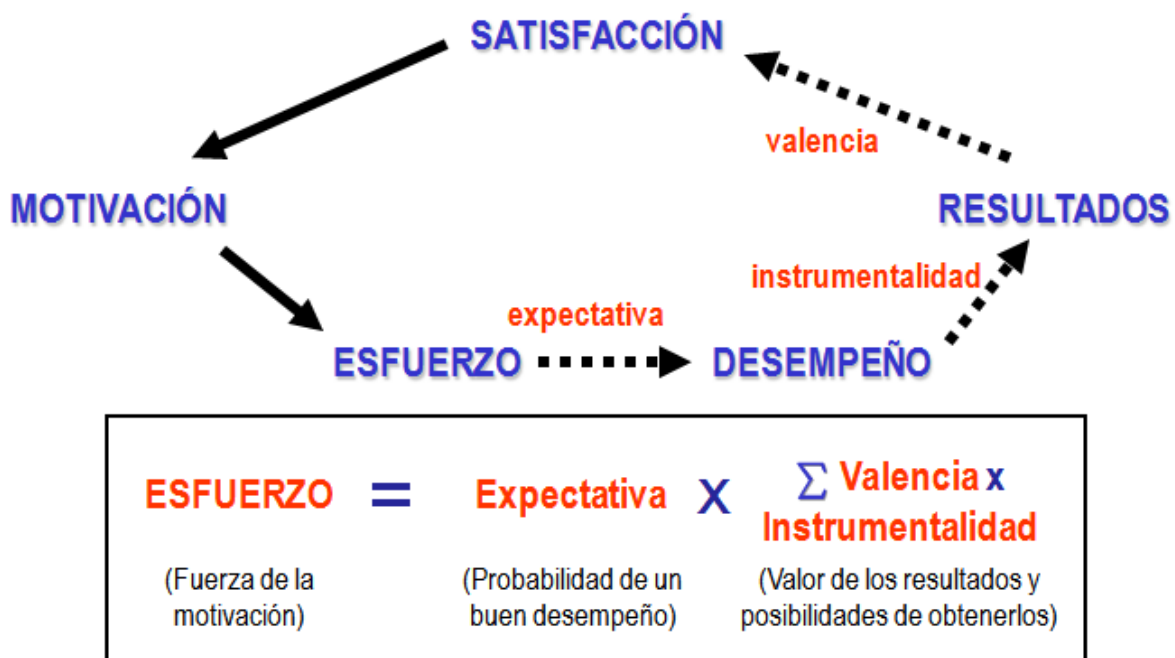 SATISFACCIÓN
valencia
MOTIVACIÓN
RESULTADOS
instrumentalidad
expectativa
ESFUERZO
DESEMPEÑO
ESFUERZO = Expectativa X ∑ Valencia x
Instrumentalidad
(Fuerza de la
motivación)
(Probabilidad de un
buen desempeño)
(Valor de los resultados y
posibilidades de obtenerlos)